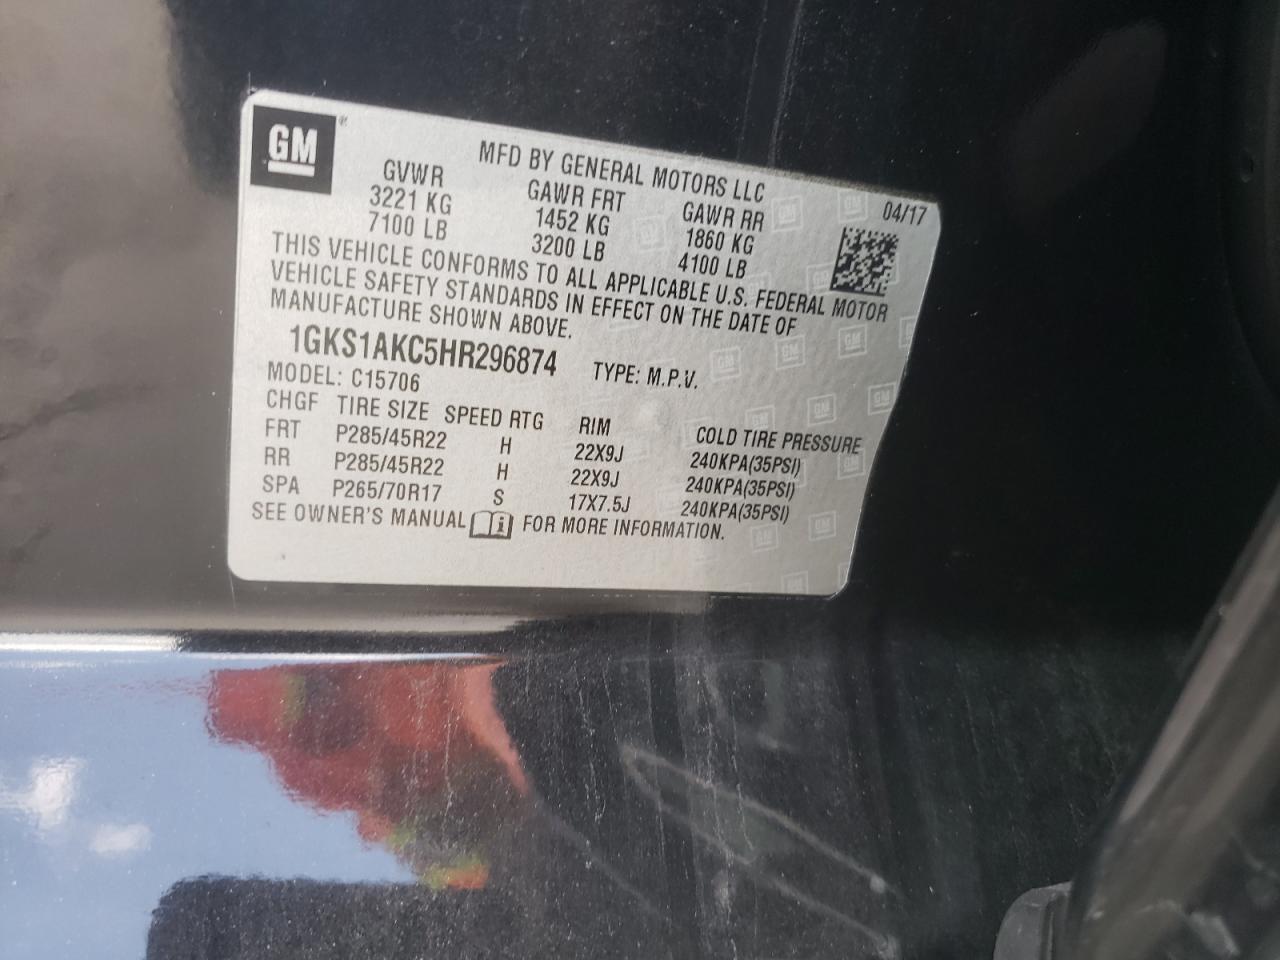 GM ®
MFD BY GENERAL MOTORS LLC
GVWR GAWR FRT GAWR RR 04/17
3221 KG 1452 KG 1860 KG
7100 LB 3200 LB 4100 LB
THIS VEHICLE CONFORMS TO ALL APPLICABLE U.S. FEDERAL MOTOR
VEHICLE SAFETY STANDARDS IN EFFECT ON THE DATE OF
MANUFACTURE SHOWN ABOVE.
1GKS1AKC5HR296874 TYPE: M.P.V.
MODEL: C15706
CHGF TIRE SIZE SPEED RTG RIM COLD TIRE PRESSURE
FRT P285/45R22 H 22X9J 240KPA(35PSI)
RR P285/45R22 H 22X9J 240KPA(35PSI)
SPA P265/70R17 S 17X7.5J 240KPA(35PSI)
SEE OWNER'S MANUAL FOR MORE INFORMATION.